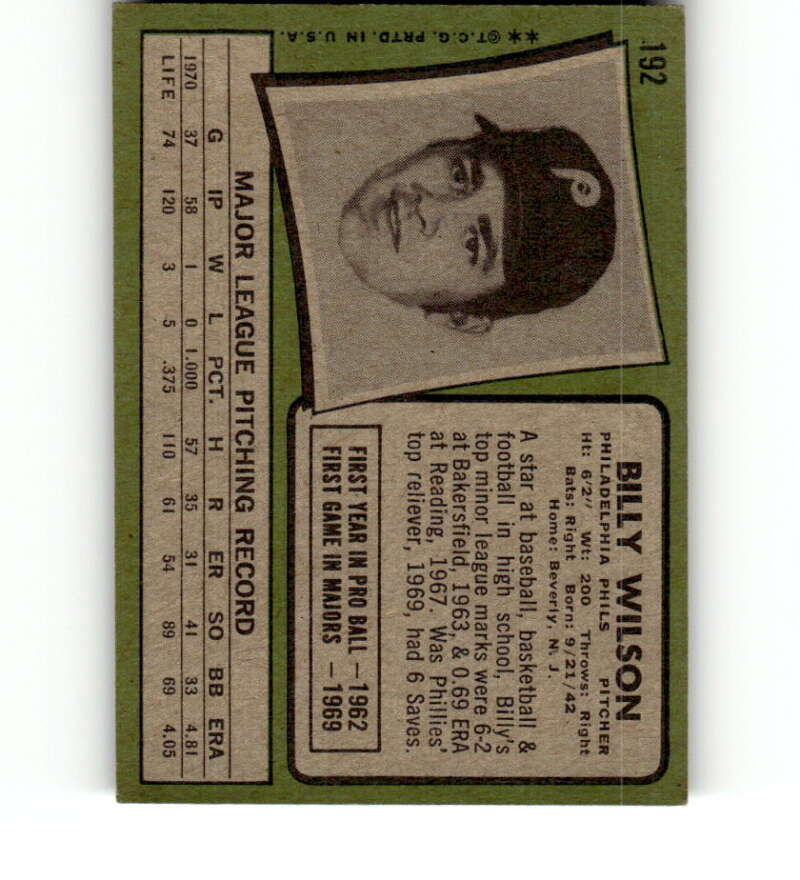 192
** ©T.C.G. PRTD. IN U.S.A.
P
BILLY WILSON
PHILADELPHIA PHILS PITCHER
Ht: 6'2" Wt: 200 Throws: Right
Bats: Right Born: 9/21/42
Home: Beverly, N. J.
A star at baseball, basketball &
football in high school, Billy's
top minor league marks were 6-2
at Bakersfield, 1963, & 0.69 ERA
at Reading, 1967. Was Phillies'
top reliever, 1969, had 6 Saves.
FIRST YEAR IN PRO BALL —1962
FIRST GAME IN MAJORS —1969
MAJOR LEAGUE PITCHING RECORD
G IP W L PCT. H R ER SO BB ERA
1970 37 58 1 0 1.000 57 35 31 41 33 4.81
LIFE 74 120 3 5 .375 110 61 54 89 69 4.05